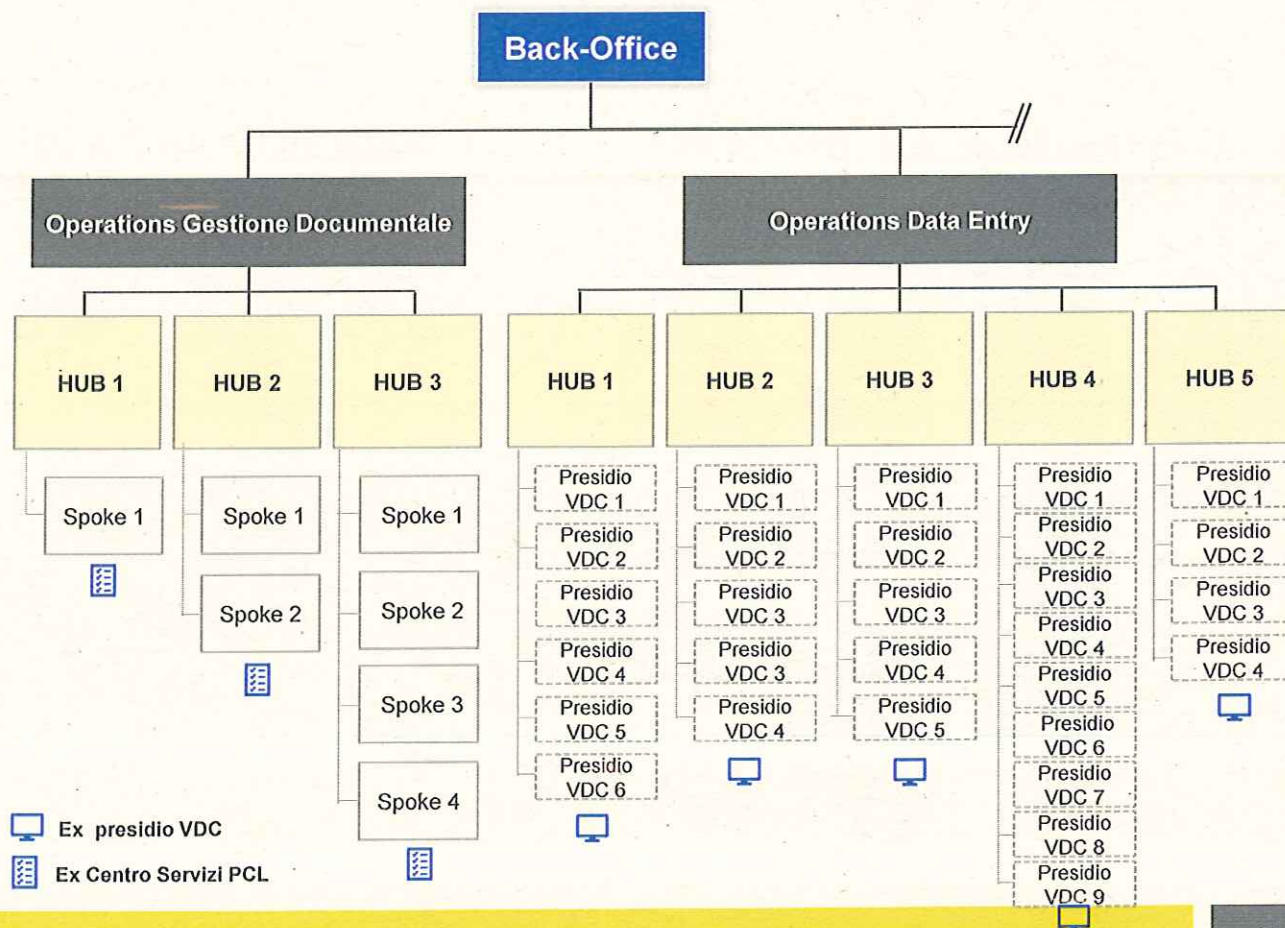 Back-Office
Operations Gestione Documentale
Operations Data Entry
HUB 1
HUB 2
HUB 3
HUB 1
HUB 2
HUB 3
HUB 4
HUB 5
Spoke 1
Spoke 1
Spoke 2
Spoke 1
Spoke 2
Spoke 3
Spoke 4
Presidio
VDC 1
Presidio
VDC 2
Presidio
VDC 3
Presidio
VDC 4
Presidio
VDC 5
Presidio
VDC 6
Presidio
VDC 1
Presidio
VDC 2
Presidio
VDC 3
Presidio
VDC 3
Presidio
VDC 4
Presidio
VDC 1
Presidio
VDC 2
Presidio
VDC 3
Presidio
VDC 4
Presidio
VDC 5
Presidio
VDC 1
Presidio
VDC 2
Presidio
VDC 3
Presidio
VDC 4
Presidio
VDC 5
Presidio
VDC 6
Presidio
VDC 7
Presidio
VDC 8
Presidio
VDC 9
Presidio
VDC 1
Presidio
VDC 2
Presidio
VDC 3
Presidio
VDC 4
Ex presidio VDC
Ex Centro Servizi PCL